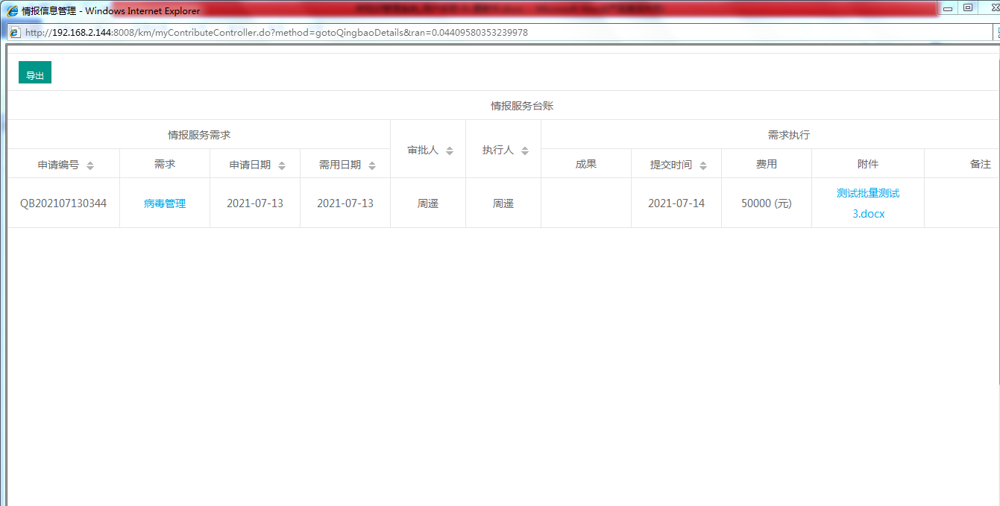 情报信息管理 - Windows Internet Explorer
http://192.168.2.144:8008/km/myContributeController.do?method=gotoQingbaoDetails&ran=0.04409580353239978
导出
情报服务台账
情报服务需求
审批人
执行人
需求执行
申请编号
需求
申请日期
需用日期
成果
提交时间
费用
附件
备注
QB202107130344
病毒管理
2021-07-13
2021-07-13
周遥
周遥
2021-07-14
50000 (元)
测试批量测试
3.docx